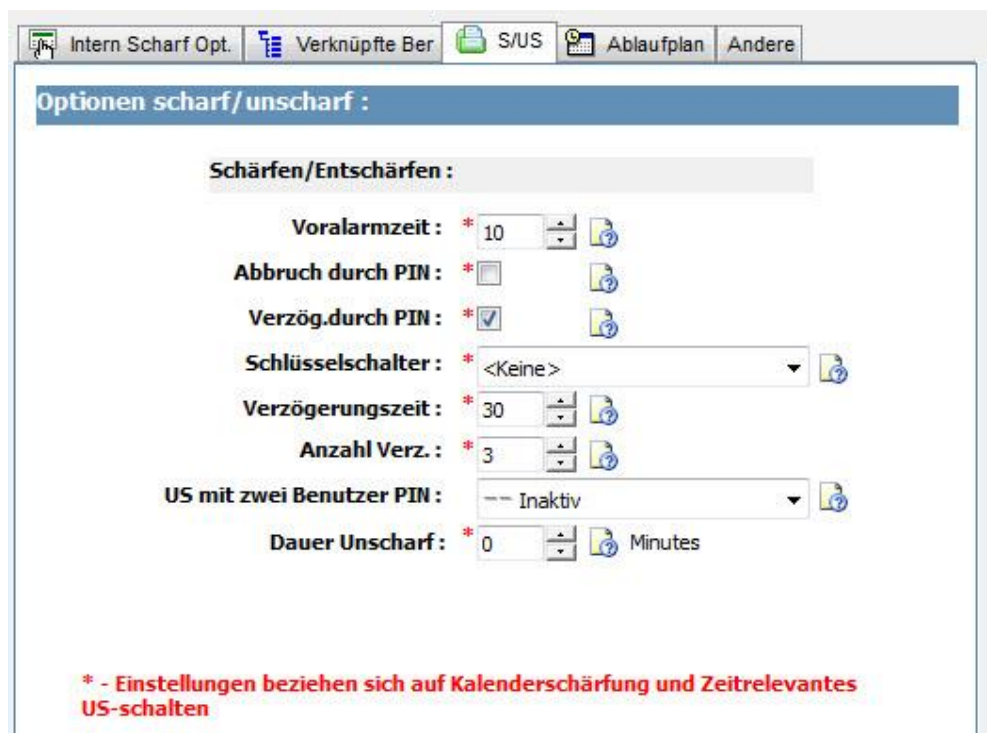 Intern Scharf Opt. Verknüpfte Ber S/US Ablaufplan Andere
Optionen scharf/unscharf :
Schärfen/Entschärfen :
Voralarmzeit : * 10
Abbruch durch PIN : *
Verzög.durch PIN : *
Schlüsselschalter : * <Keine>
Verzögerungszeit : * 30
Anzahl Verz. : * 3
US mit zwei Benutzer PIN : -- Inaktiv
Dauer Unscharf : * 0 Minutes
* - Einstellungen beziehen sich auf Kalenderschärfung und Zeitrelevantes
US-schalten